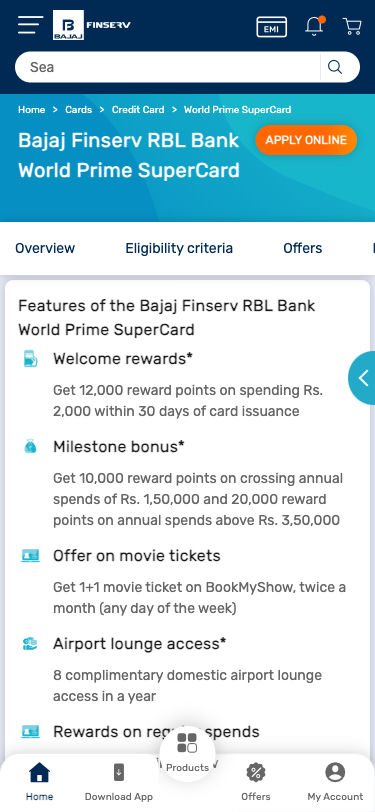 B
BAJAJ
FINSERV
EMI
Sea
Home > Cards > Credit Card > World Prime SuperCard
Bajaj Finserv RBL Bank
World Prime SuperCard
APPLY ONLINE
Overview
Eligibility criteria
Offers
Features of the Bajaj Finserv RBL Bank
World Prime SuperCard
Welcome rewards*
Get 12,000 reward points on spending Rs.
2,000 within 30 days of card issuance
Milestone bonus*
Get 10,000 reward points on crossing annual
spends of Rs. 1,50,000 and 20,000 reward
points on annual spends above Rs. 3,50,000
Offer on movie tickets
Get 1+1 movie ticket on BookMyShow, twice a
month (any day of the week)
Airport lounge access*
8 complimentary domestic airport lounge
access in a year
Rewards on spends
Products
Home
Download App
Offers
My Account